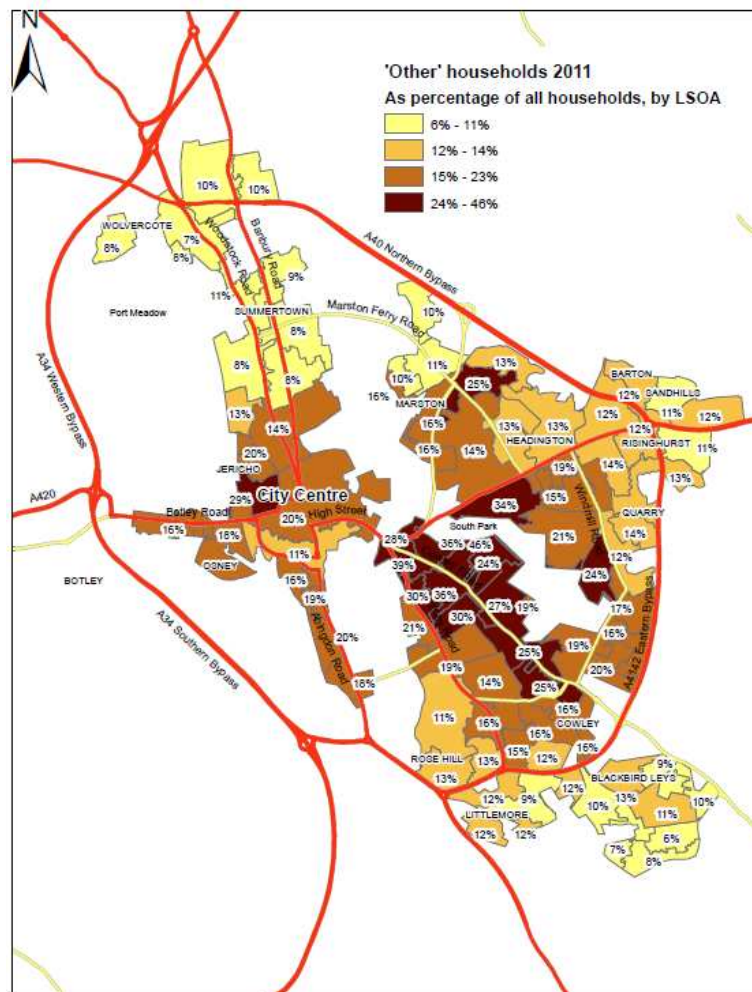 N
'Other' households 2011
As percentage of all households, by LSOA
6% - 11%
12% - 14%
15% - 23%
24% - 46%
10%
10%
WOLVERCOTE
8%
7%
6%
Woodstock Road
Banbury Road
A40 Northern Bypass
9%
11%
Port Meadow
SUMMERTOWN
Marston Ferry Road
8%
10%
A34 Western Bypass
8%
8%
11%
10%
13%
25%
BARTON
12%
SANDHILLS
16%
MARSTON
13%
16%
13%
13%
12%
11%
12%
HEADINGTON
12%
RISINGHURST
14%
20%
16%
14%
19%
14%
11%
JERICHO
13%
A420
29%
City Centre
34%
15%
Windmill Rd
QUARRY
Botley Road
20%
High Street
16%
18%
South Park
21%
14%
28%
36%
46%
OSNEY
11%
39%
24%
12%
BOTLEY
16%
24%
19%
30%
36%
27%
19%
17%
Abingdon Road
20%
21%
30%
16%
A34 Southern Bypass
19%
25%
19%
20%
A4142 Eastern Bypass
18%
14%
25%
16%
11%
16%
16%
COWLEY
ROSE HILL
13%
15%
12%
16%
13%
9%
BLACKBIRD LEYS
12%
9%
12%
10%
13%
10%
LITTLEMORE
11%
12%
12%
6%
7%
8%